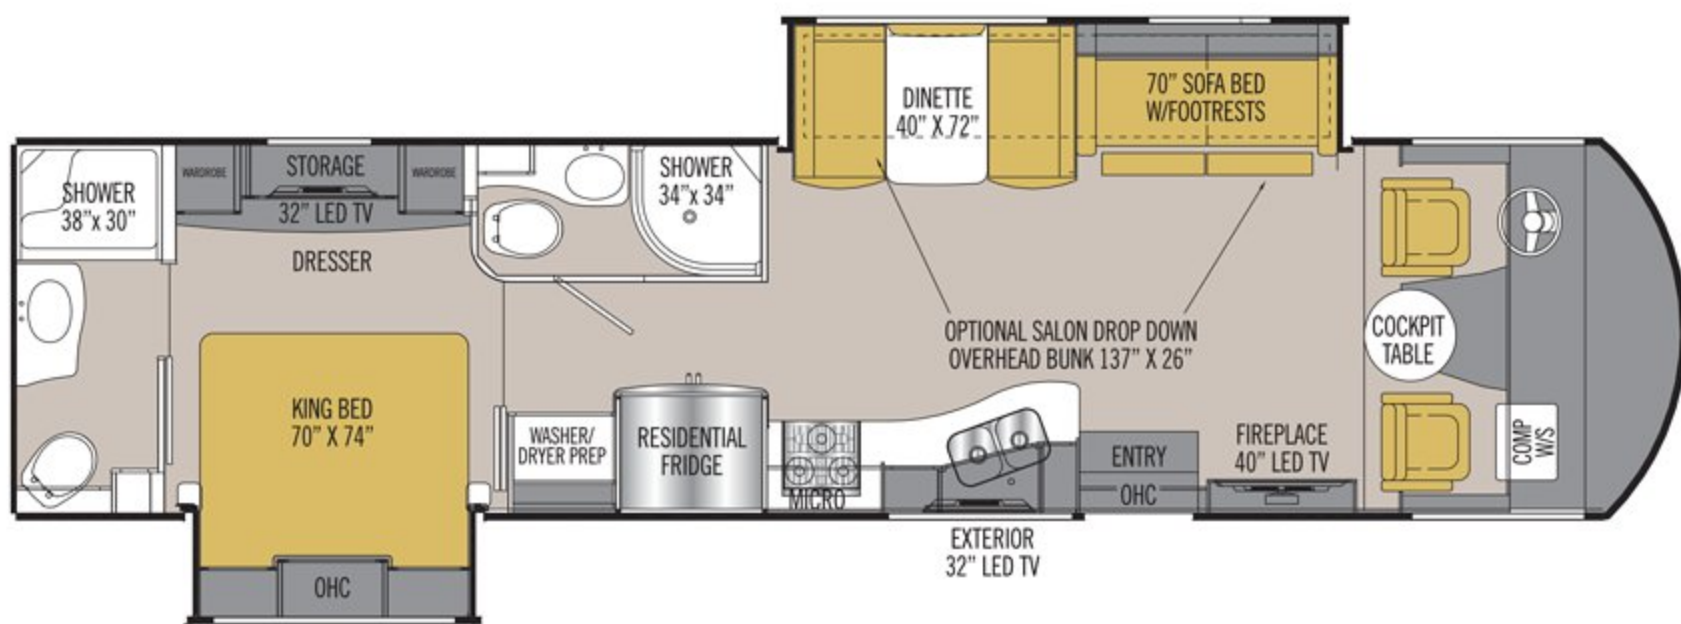 DINETTE
40” X 72”
70” SOFA BED
W/FOOTRESTS
SHOWER
38”x 30”
WARDROBE
STORAGE
WARDROBE
32” LED TV
DRESSER
SHOWER
34”x 34”
OPTIONAL SALON DROP DOWN
OVERHEAD BUNK 137” X 26”
COCKPIT
TABLE
KING BED
70” X 74”
WASHER/
DRYER PREP
RESIDENTIAL
FRIDGE
MICRO
ENTRY
OHC
FIREPLACE
40” LED TV
COMP
W/S
EXTERIOR
32” LED TV
OHC